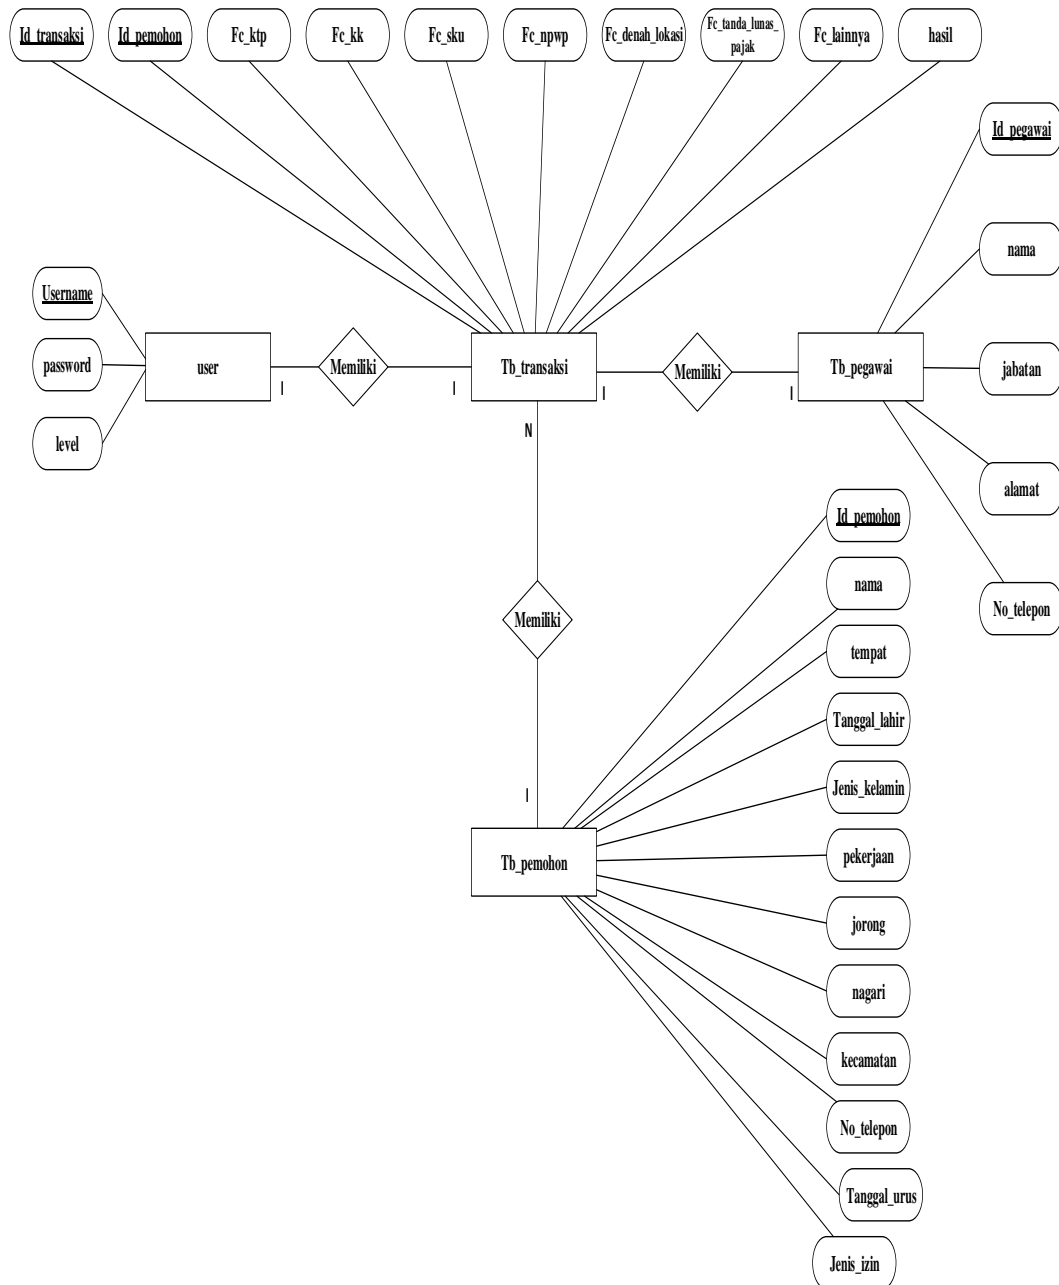 Id_transaksi
Id_pemohon
Fc_ktp
Fc_kk
Fc_sku
Fc_npwp
Fc_denah_lokasi
Fc_tanda_lunas_
pajak
Fc_lainnya
hasil
Id_pegawai
nama
jabatan
alamat
No_telepon
Username
password
level
user
Memiliki
I
I
Tb_transaksi
Memiliki
I
I
Tb_pegawai
N
Memiliki
I
Tb_pemohon
Id_pemohon
nama
tempat
Tanggal_lahir
Jenis_kelamin
pekerjaan
jorong
nagari
kecamatan
No_telepon
Tanggal_urus
Jenis_izin